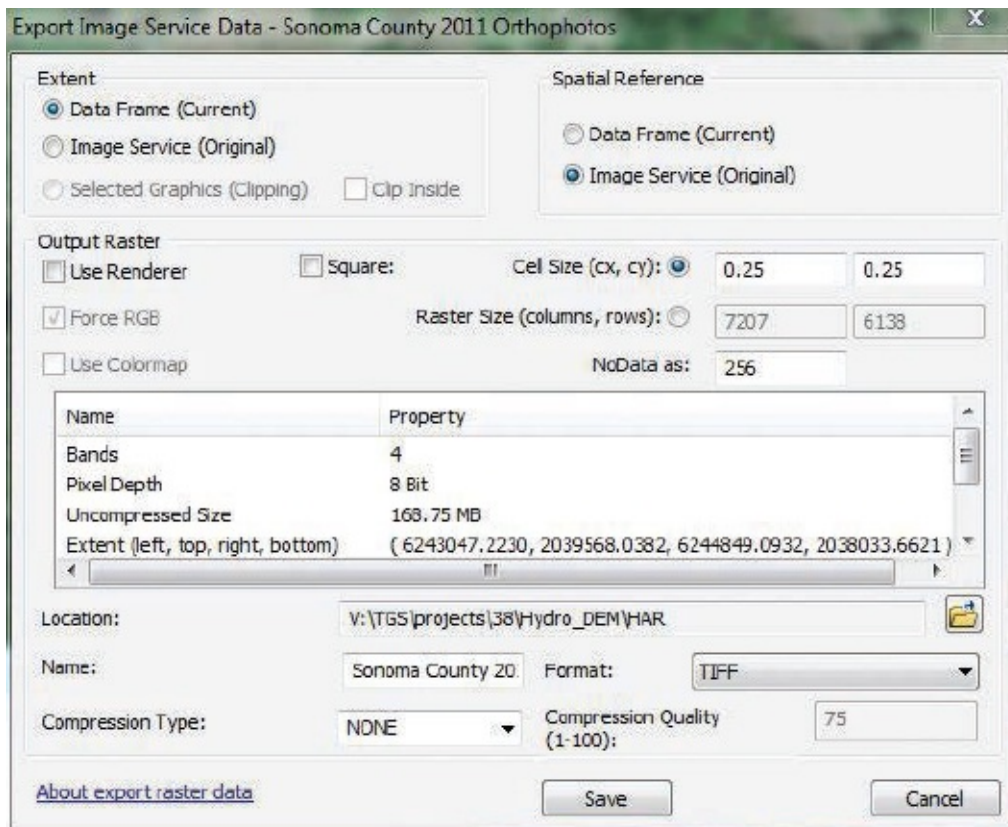 Export Image Service Data - Sonoma County 2011 Orthophotos
X
Extent
Data Frame (Current)
Image Service (Original)
Selected Graphics (Clipping) Clip Inside
Spatial Reference
Data Frame (Current)
Image Service (Original)
Output Raster
Use Renderer Square: Cell Size (cx, cy): 0.25 0.25
Force RGB Raster Size (columns, rows): 7207 6138
Use Colormap NoData as: 256
Name Property
Bands 4
Pixel Depth 8 Bit
Uncompressed Size 168.75 MB
Extent (left, top, right, bottom) ( 6243047.2230, 2039568.0382, 6244849.0932, 2038033.6621 )
Location: V:\TGS\projects\38\Hydro_DEM\HAR
Name: Sonoma County 20 Format: TIFF
Compression Type: NONE Compression Quality
(1-100): 75
About export raster data Save Cancel